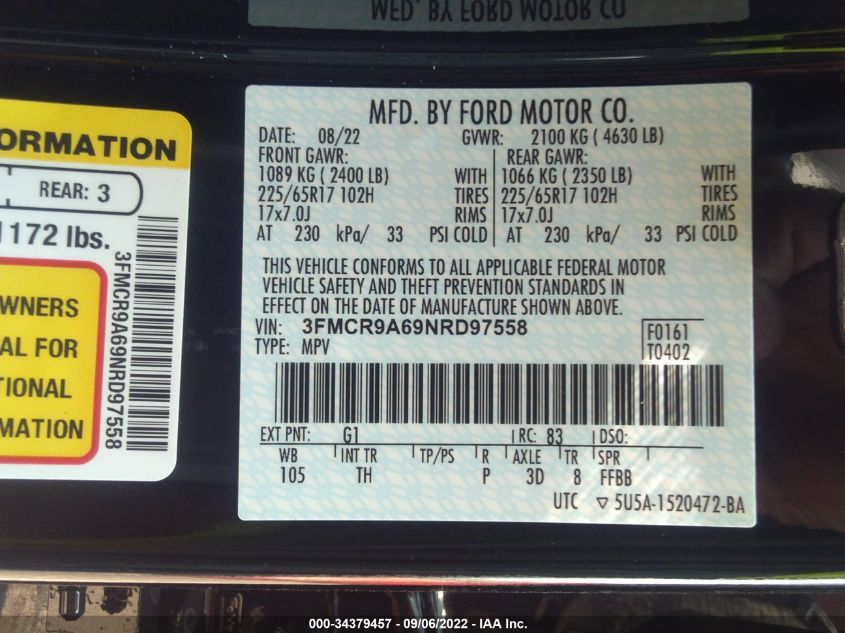 MFD. BY FORD MOTOR CO
ORMATION
REAR: 3
1172 lbs.
3FMCR9A69NRD97558
WNERS
AL FOR
TIONAL
MATION
MFD. BY FORD MOTOR CO.
DATE: 08/22 GVWR: 2100 KG ( 4630 LB)
FRONT GAWR: REAR GAWR:
1089 KG ( 2400 LB) WITH 1066 KG ( 2350 LB) WITH
225/65R17 102H TIRES 225/65R17 102H TIRES
17x7.0J RIMS 17x7.0J RIMS
AT 230 kPa/ 33 PSI COLD AT 230 kPa/ 33 PSI COLD
THIS VEHICLE CONFORMS TO ALL APPLICABLE FEDERAL MOTOR
VEHICLE SAFETY AND THEFT PREVENTION STANDARDS IN
EFFECT ON THE DATE OF MANUFACTURE SHOWN ABOVE.
VIN: 3FMCR9A69NRD97558 F0161
TYPE: MPV T0402
EXT PNT: G1 RC: 83 DSO:
WB INT TR TP/PS R AXLE TR SPR
105 TH P 3D 8 FFBB
UTC ▽ 5U5A-1520472-BA
000-34379457 - 09/06/2022 - IAA Inc.